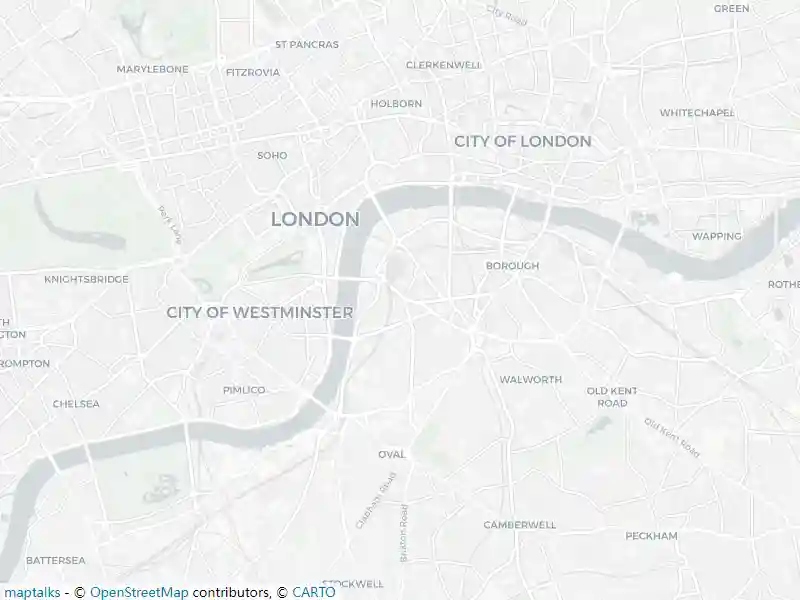 GREEN
City Road
ST PANCRAS
CLERKENWELL
MARYLEBONE
FITZROVIA
HOLBORN
WHITECHAPEL
CITY OF LONDON
SOHO
Park Lane
LONDON
WAPPING
BOROUGH
KNIGHTSBRIDGE
ROTHE
CITY OF WESTMINSTER
TH
NGTON
ROMPTON
WALWORTH
PIMLICO
OLD KENT
ROAD
CHELSEA
Old Kent Road
OVAL
Clapham Road
Brixton Road
CAMBERWELL
PECKHAM
BATTERSEA
STOCKWELL
maptalks - © OpenStreetMap contributors, © CARTO